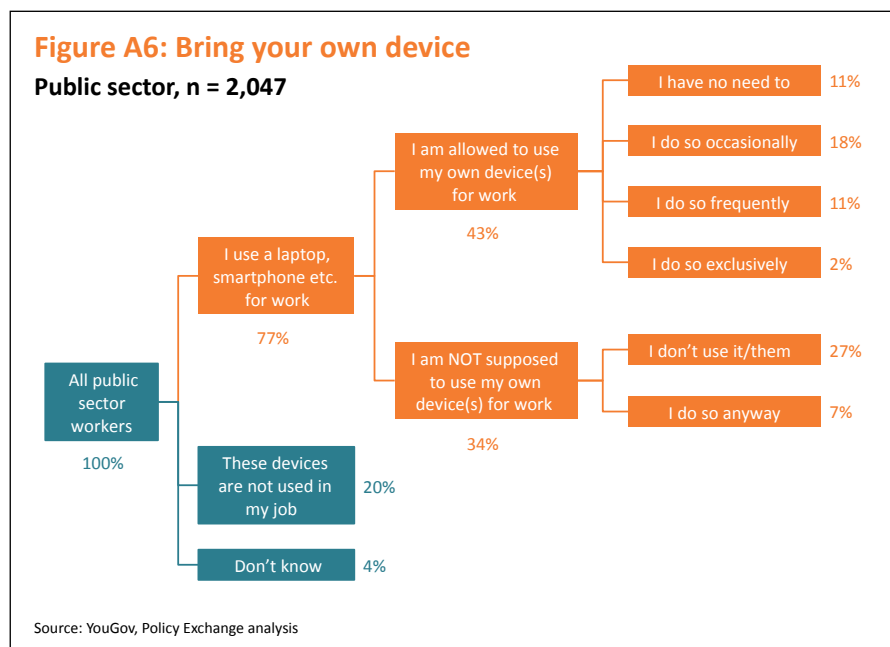 Figure A6: Bring your own device
Public sector, n = 2,047
All public
sector
workers
100%
I use a laptop,
smartphone etc.
for work
77%
These devices
are not used in
my job
20%
Don’t know
4%
I am allowed to use
my own device(s)
for work
43%
I am NOT supposed
to use my own
device(s) for work
34%
I have no need to
11%
I do so occasionally
18%
I do so frequently
11%
I do so exclusively
2%
I don’t use it/them
27%
I do so anyway
7%
Source: YouGov, Policy Exchange analysis